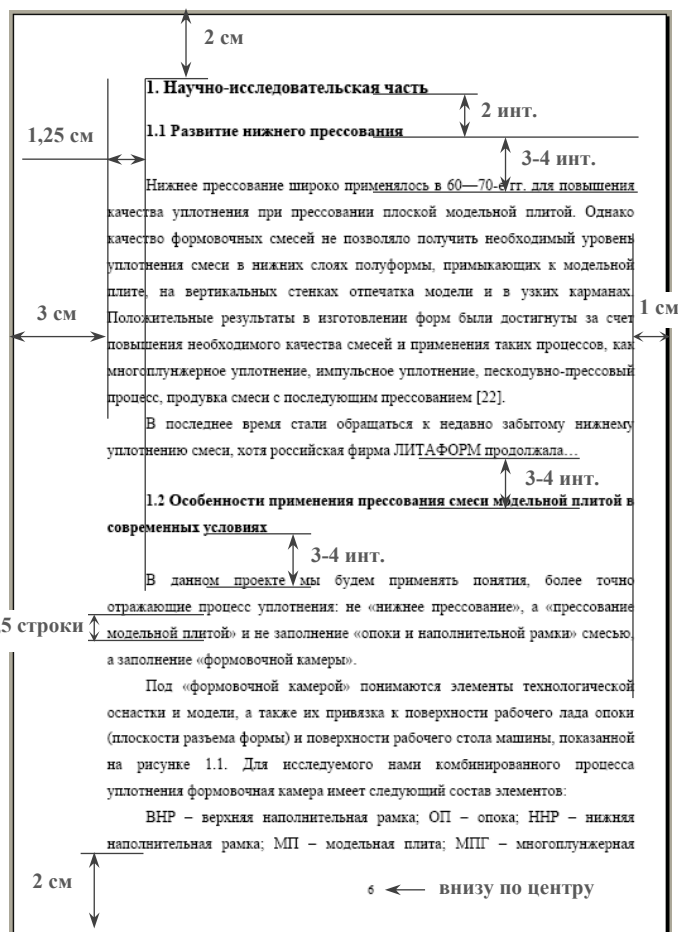 2 см
1. Научно-исследовательская часть
2 инт.
1.1 Развитие нижнего прессования
1,25 см
3-4 инт.
Нижнее прессование широко применялось в 60—70-е гг. для повышения
качества уплотнения при прессовании плоской модельной плитой. Однако
качество формовочных смесей не позволяло получить необходимый уровень
уплотнения смеси в нижних слоях полуформы, примыкающих к модельной
плите, на вертикальных стенках отпечатка модели и в узких карманах.
3 см
1 см
Положительные результаты в изготовлении форм были достигнуты за счет
повышения необходимого качества смесей и применения таких процессов, как
многоплунжерное уплотнение, импульсное уплотнение, пескодувно-прессовый
процесс, продувка смеси с последующим прессованием [22].
В последнее время стали обращаться к недавно забытому нижнему
уплотнению смеси, хотя российская фирма ЛИТАФОРМ продолжала…
3-4 инт.
1.2 Особенности применения прессования смеси модельной плитой в
современных условиях
3-4 инт.
В данном проекте мы будем применять понятия, более точно
отражающие процесс уплотнения: не «нижнее прессование», а «прессование
5 строки
модельной плитой» и не заполнение «опоки и наполнительной рамки» смесью,
а заполнение «формовочной камеры».
Под «формовочной камерой» понимаются элементы технологической
оснастки и модели, а также их привязка к поверхности рабочего лада опоки
(плоскости разъема формы) и поверхности рабочего стола машины, показанной
на рисунке 1.1. Для исследуемого нами комбинированного процесса
уплотнения формовочная камера имеет следующий состав элементов:
ВНР – верхняя наполнительная рамка; ОП – опока; ННР – нижняя
наполнительная рамка; МП – модельная плита; МПГ – многоплунжерная
2 см
6
внизу по центру